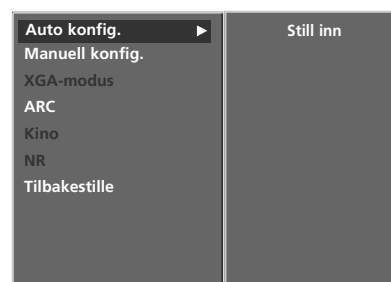 Auto konfig. ▶ Still inn
Manuell konfig.
XGA-modus
ARC
Kino
NR
Tilbakestille